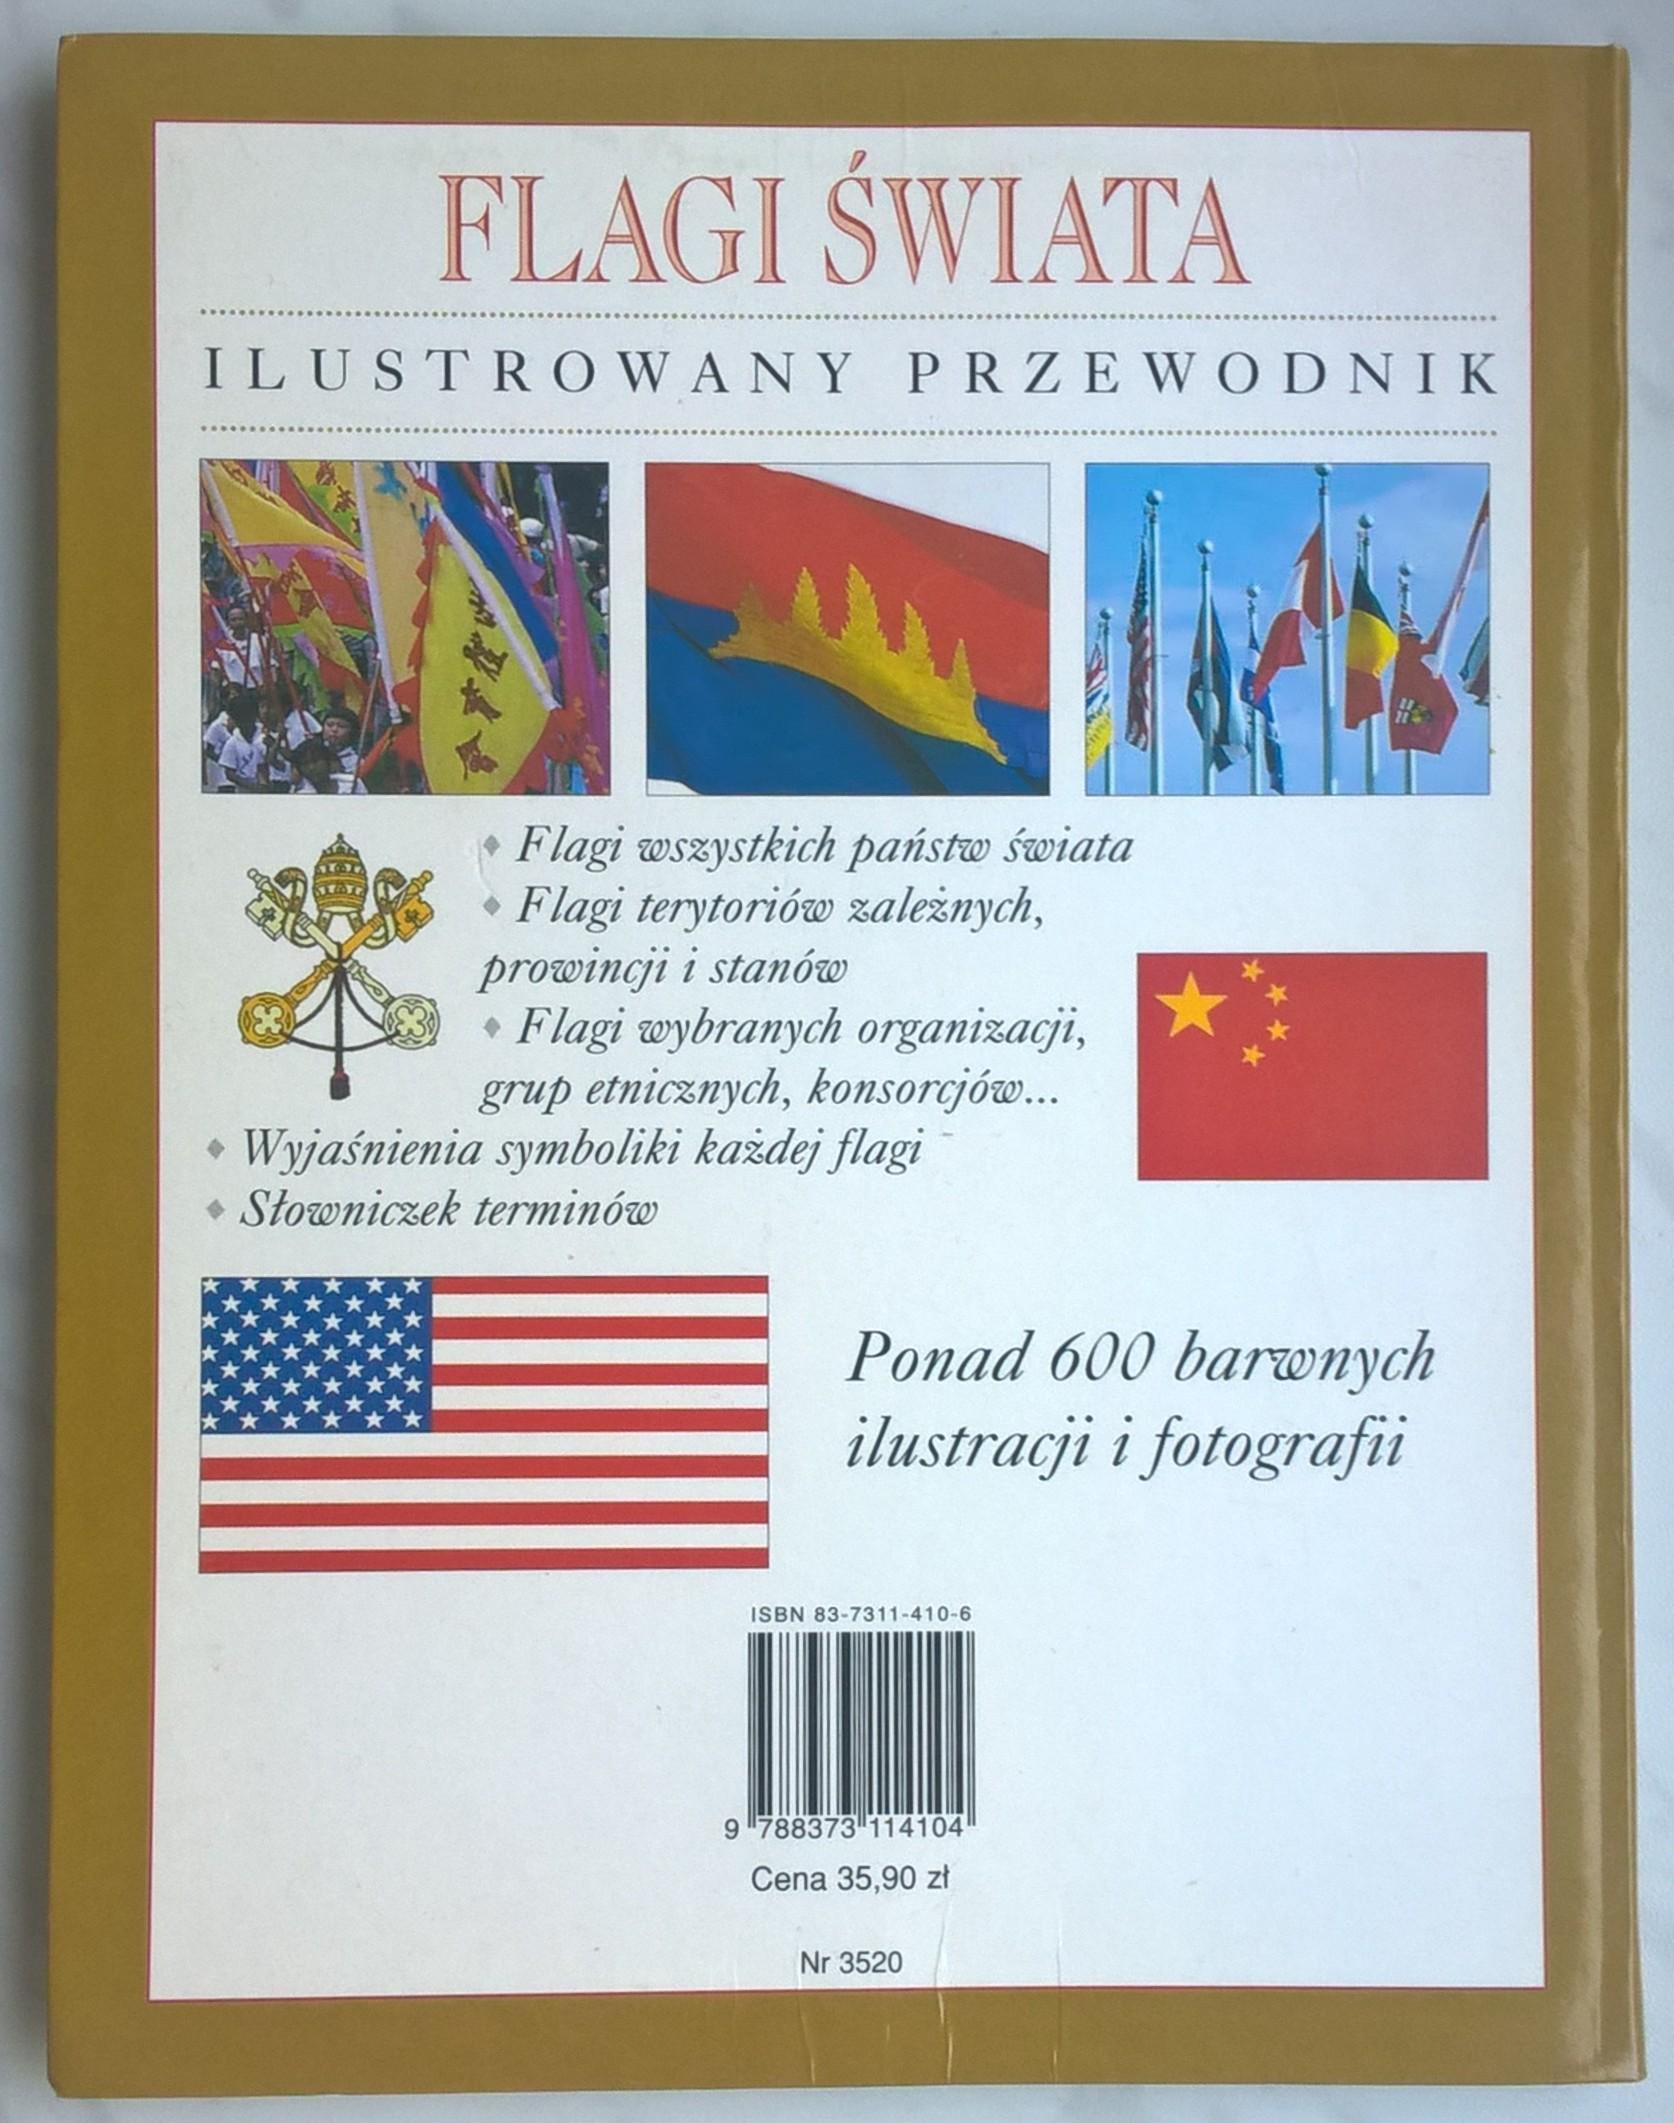 FLAGI ŚWIATA
ILUSTROWANY PRZEWODNIK
Flagi wszystkich państw świata
Flagi terytoriów zależnych,
prowincji i stanów
Flagi wybranych organizacji,
grup etnicznych, konsorcjów...
Wyjaśnienia symboliki każdej flagi
Słowniczek terminów
Ponad 600 barwnych
ilustracji i fotografii
ISBN 83-7311-410-6
9 788373 114104
Cena 35,90 zł
Nr 3520